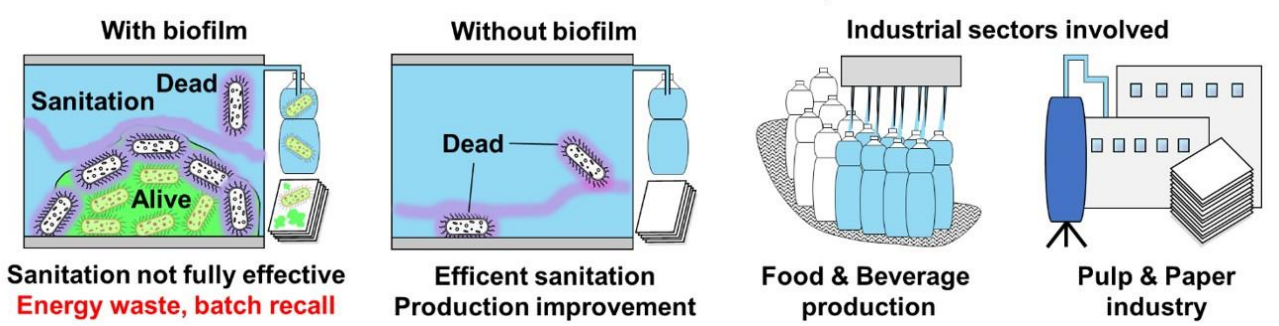 With biofilm
Dead
Sanitation
Alive
Sanitation not fully effective
Energy waste, batch recall
Without biofilm
Dead
Efficent sanitation
Production improvement
Industrial sectors involved
Food & Beverage
production
Pulp & Paper
industry